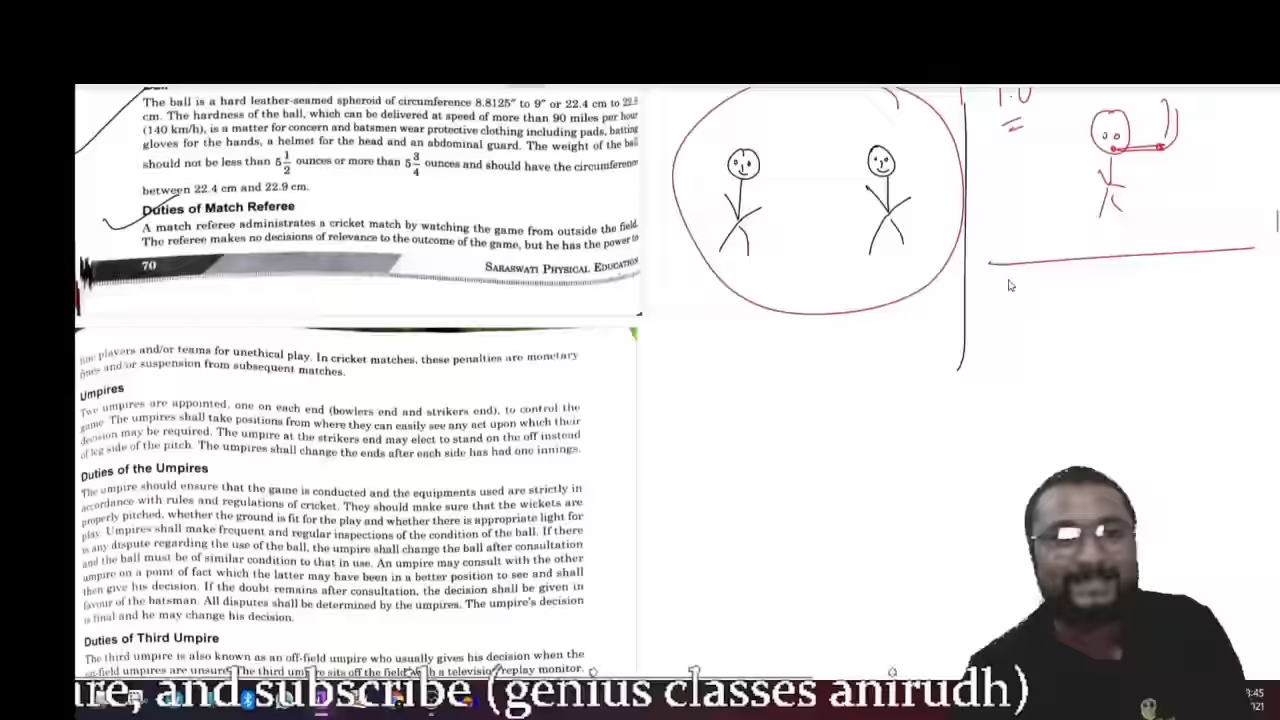 The ball is a hard leather-seamed spheroid of circumference 8.8125" to 9" or 22.4 cm to 22.9
cm. The hardness of the ball, which can be delivered at speed of more than 90 miles per hour
(140 km/h), is a matter for concern and batsmen wear protective clothing including pads, batting
gloves for the hands, a helmet for the head and an abdominal guard. The weight of the ball
should not be less than 5 1/2 ounces or more than 5 3/4 ounces and should have the circumference
between 22.4 cm and 22.9 cm.
Duties of Match Referee
A match referee administrates a cricket match by watching the game from outside the field.
The referee makes no decisions of relevance to the outcome of the game, but he has the power to
70 SARASWATI PHYSICAL EDUCATION
players and/or teams for unethical play. In cricket matches, these penalties are monetary
fines and/or suspension from subsequent matches.
Umpires
Two umpires are appointed, one on each end (bowlers end and strikers end), to control the
game. The umpires shall take positions from where they can easily see any act upon which their
decision may be required. The umpire at the strikers end may elect to stand on the off instead
of leg side of the pitch. The umpires shall change the ends after each side has had one innings.
Duties of the Umpires
The umpire should ensure that the game is conducted and the equipments used are strictly in
accordance with rules and regulations of cricket. They should make sure that the wickets are
properly pitched, whether the ground is fit for the play and whether there is appropriate light for
play. Umpires shall make frequent and regular inspections of the condition of the ball. If there
is any dispute regarding the use of the ball, the umpire shall change the ball after consultation
and the ball must be of similar condition to that in use. An umpire may consult with the other
umpire on a point of fact which the latter may have been in a better position to see and shall
then give his decision. If the doubt remains after consultation, the decision shall be given in
favour of the batsman. All disputes shall be determined by the umpires. The umpire's decision
is final and he may change his decision.
Duties of Third Umpire
The third umpire is also known as an off-field umpire who usually gives his decision when the
on-field umpires are unsure. The third umpire sits off the field with a television replay monitor.
are, and subscribe (genius classes anirudh)